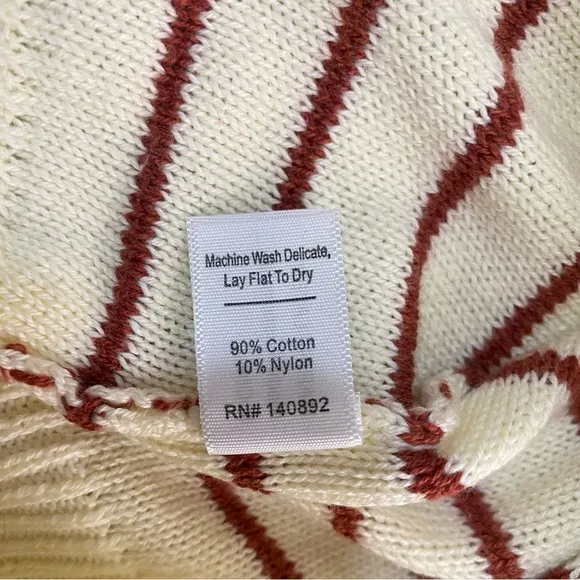 Machine Wash Delicate,
Lay Flat To Dry
90% Cotton
10% Nylon
RN# 140892